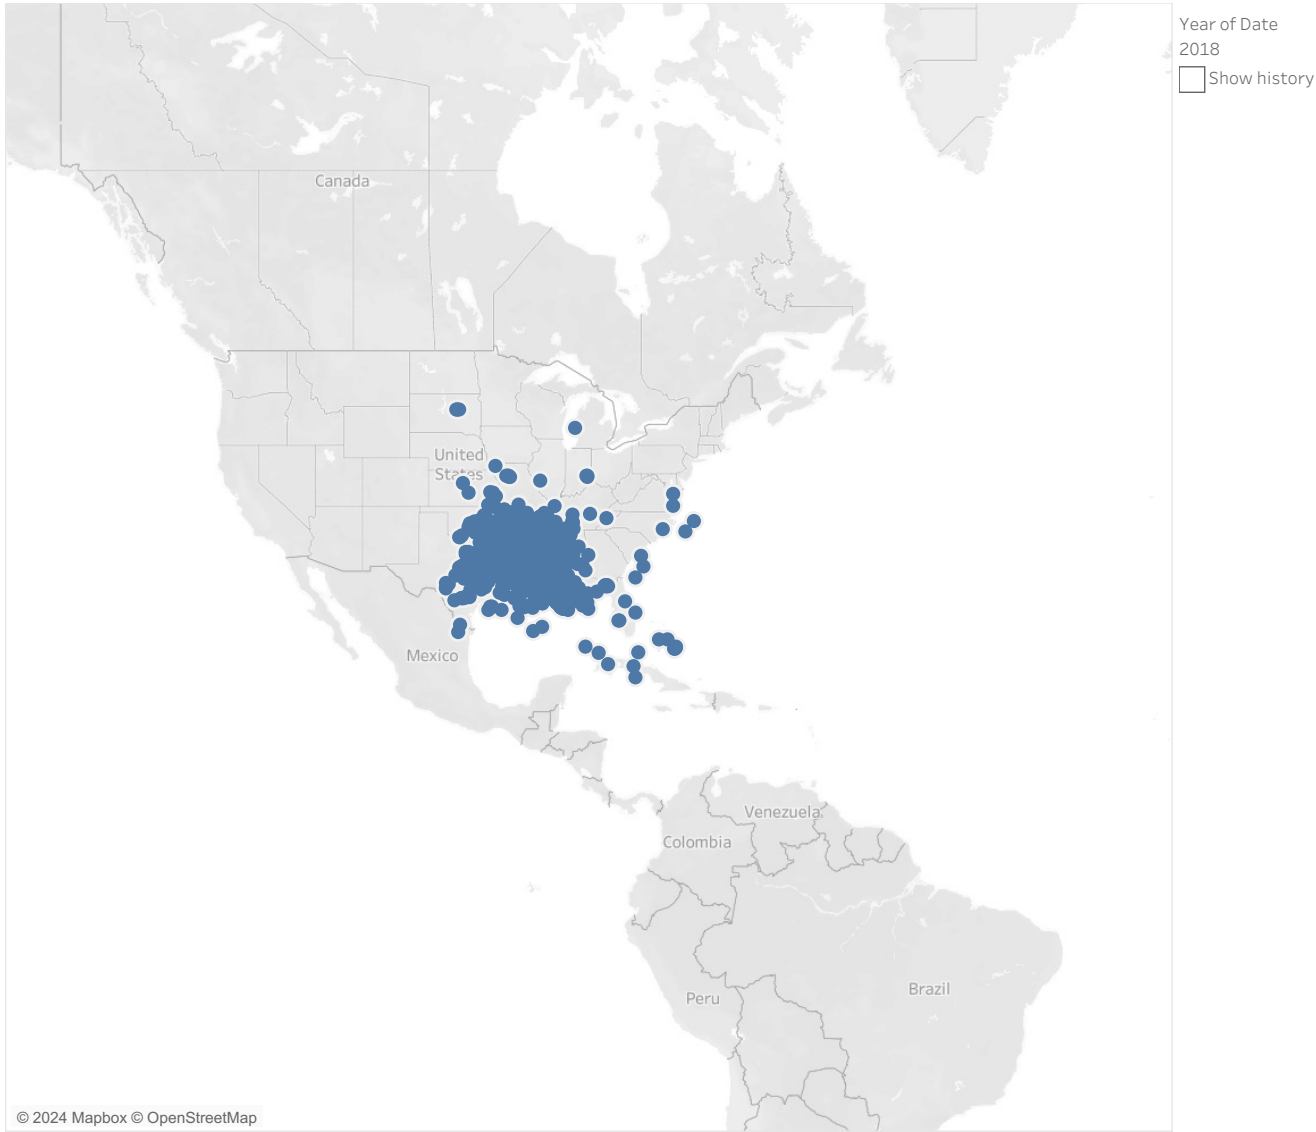 Year of Date
2018
Show history
Canada
United
States
Mexico
Venezuela
Colombia
Peru
Brazil
© 2024 Mapbox © OpenStreetMap